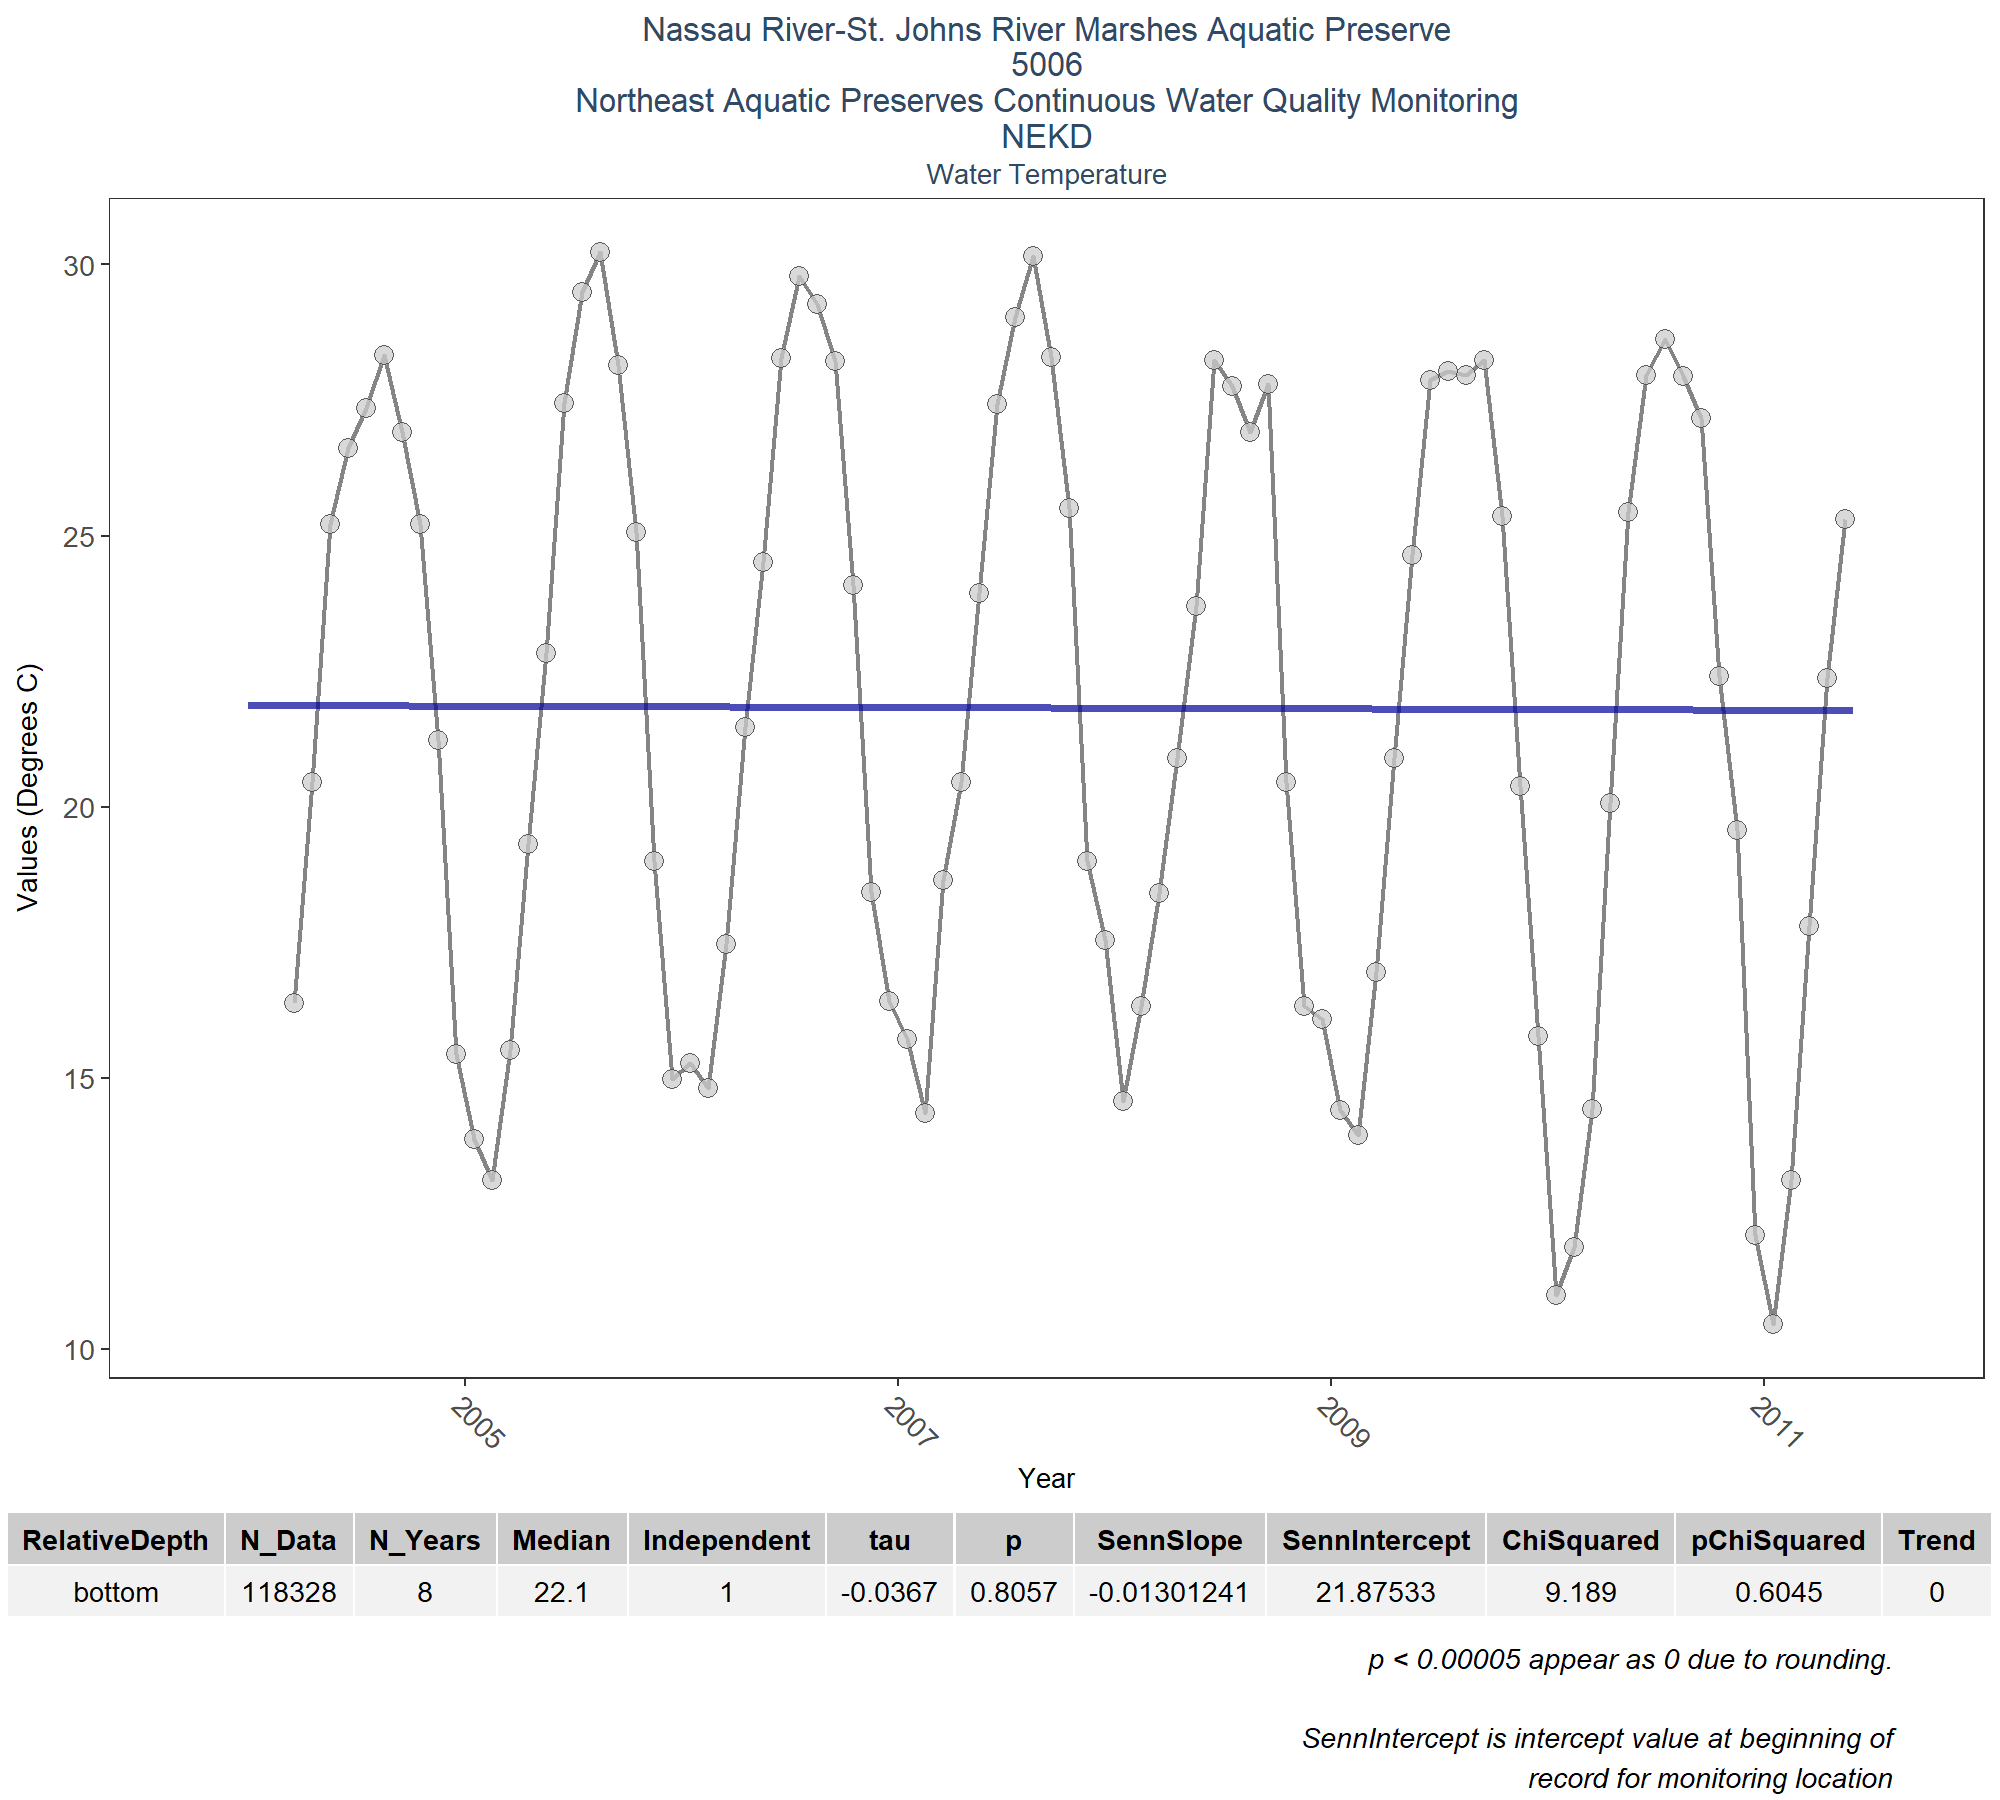 Nassau River-St. Johns River Marshes Aquatic Preserve
5006
Northeast Aquatic Preserves Continuous Water Quality Monitoring
NEKD
Water Temperature
30
25
20
15
10
Values (Degrees C)
2005
2007
2009
2011
Year
RelativeDepth N_Data N_Years Median Independent tau p SennSlope SennIntercept ChiSquared pChiSquared Trend
bottom 118328 8 22.1 1 -0.0367 0.8057 -0.01301241 21.87533 9.189 0.6045 0
p < 0.00005 appear as 0 due to rounding.
SennIntercept is intercept value at beginning of
record for monitoring location